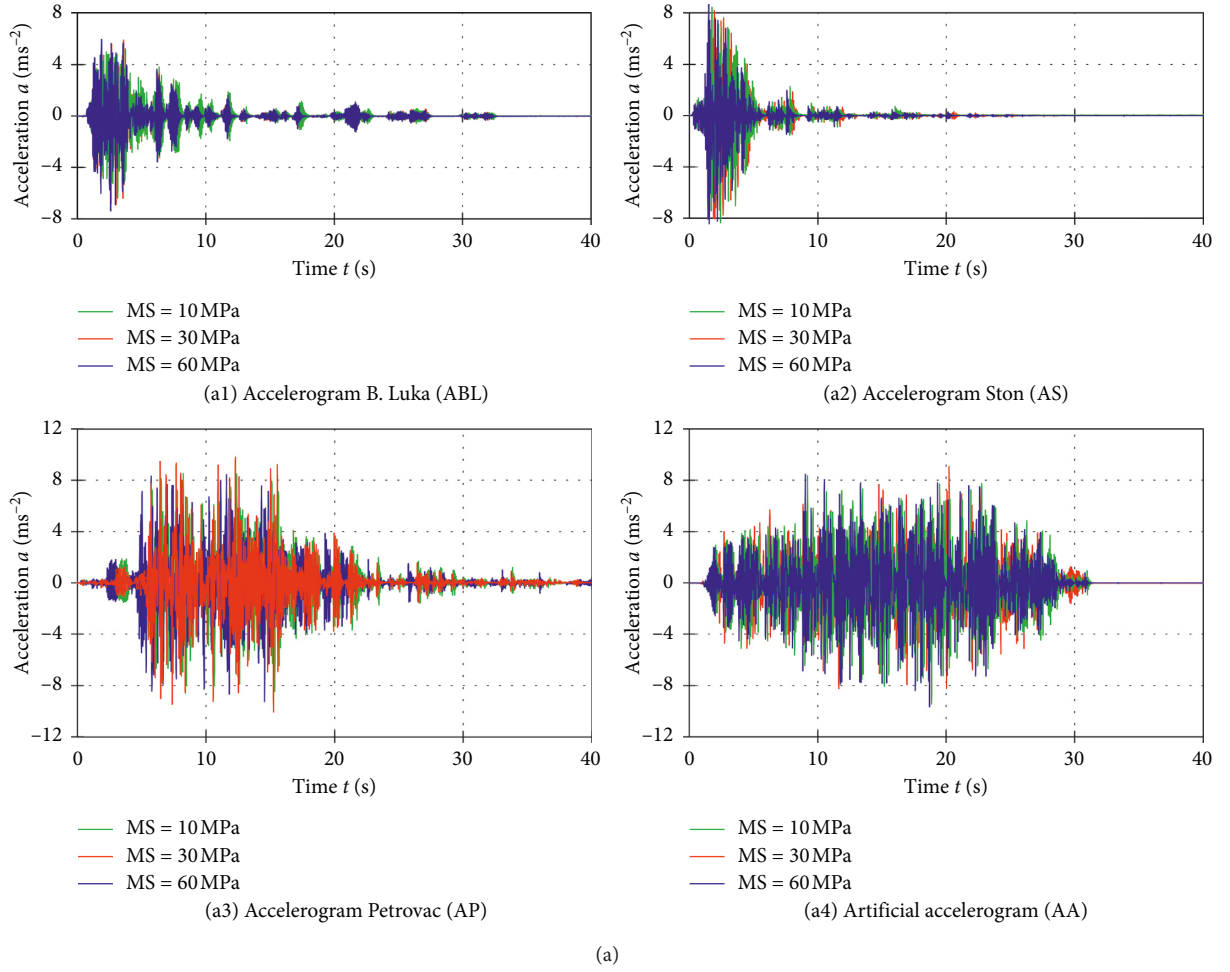 8
4
0
−4
−8
Acceleration a (ms−2)
0 10 20 30 40
Time t (s)
MS = 10 MPa
MS = 30 MPa
MS = 60 MPa
(a1) Accelerogram B. Luka (ABL)
8
4
0
−4
−8
Acceleration a (ms−2)
0 10 20 30 40
Time t (s)
MS = 10 MPa
MS = 30 MPa
MS = 60 MPa
(a2) Accelerogram Ston (AS)
12
8
4
0
−4
−8
−12
Acceleration a (ms−2)
0 10 20 30 40
Time t (s)
MS = 10 MPa
MS = 30 MPa
MS = 60 MPa
(a3) Accelerogram Petrovac (AP)
12
8
4
0
−4
−8
−12
Acceleration a (ms−2)
0 10 20 30 40
Time t (s)
MS = 10 MPa
MS = 30 MPa
MS = 60 MPa
(a4) Artificial accelerogram (AA)
(a)